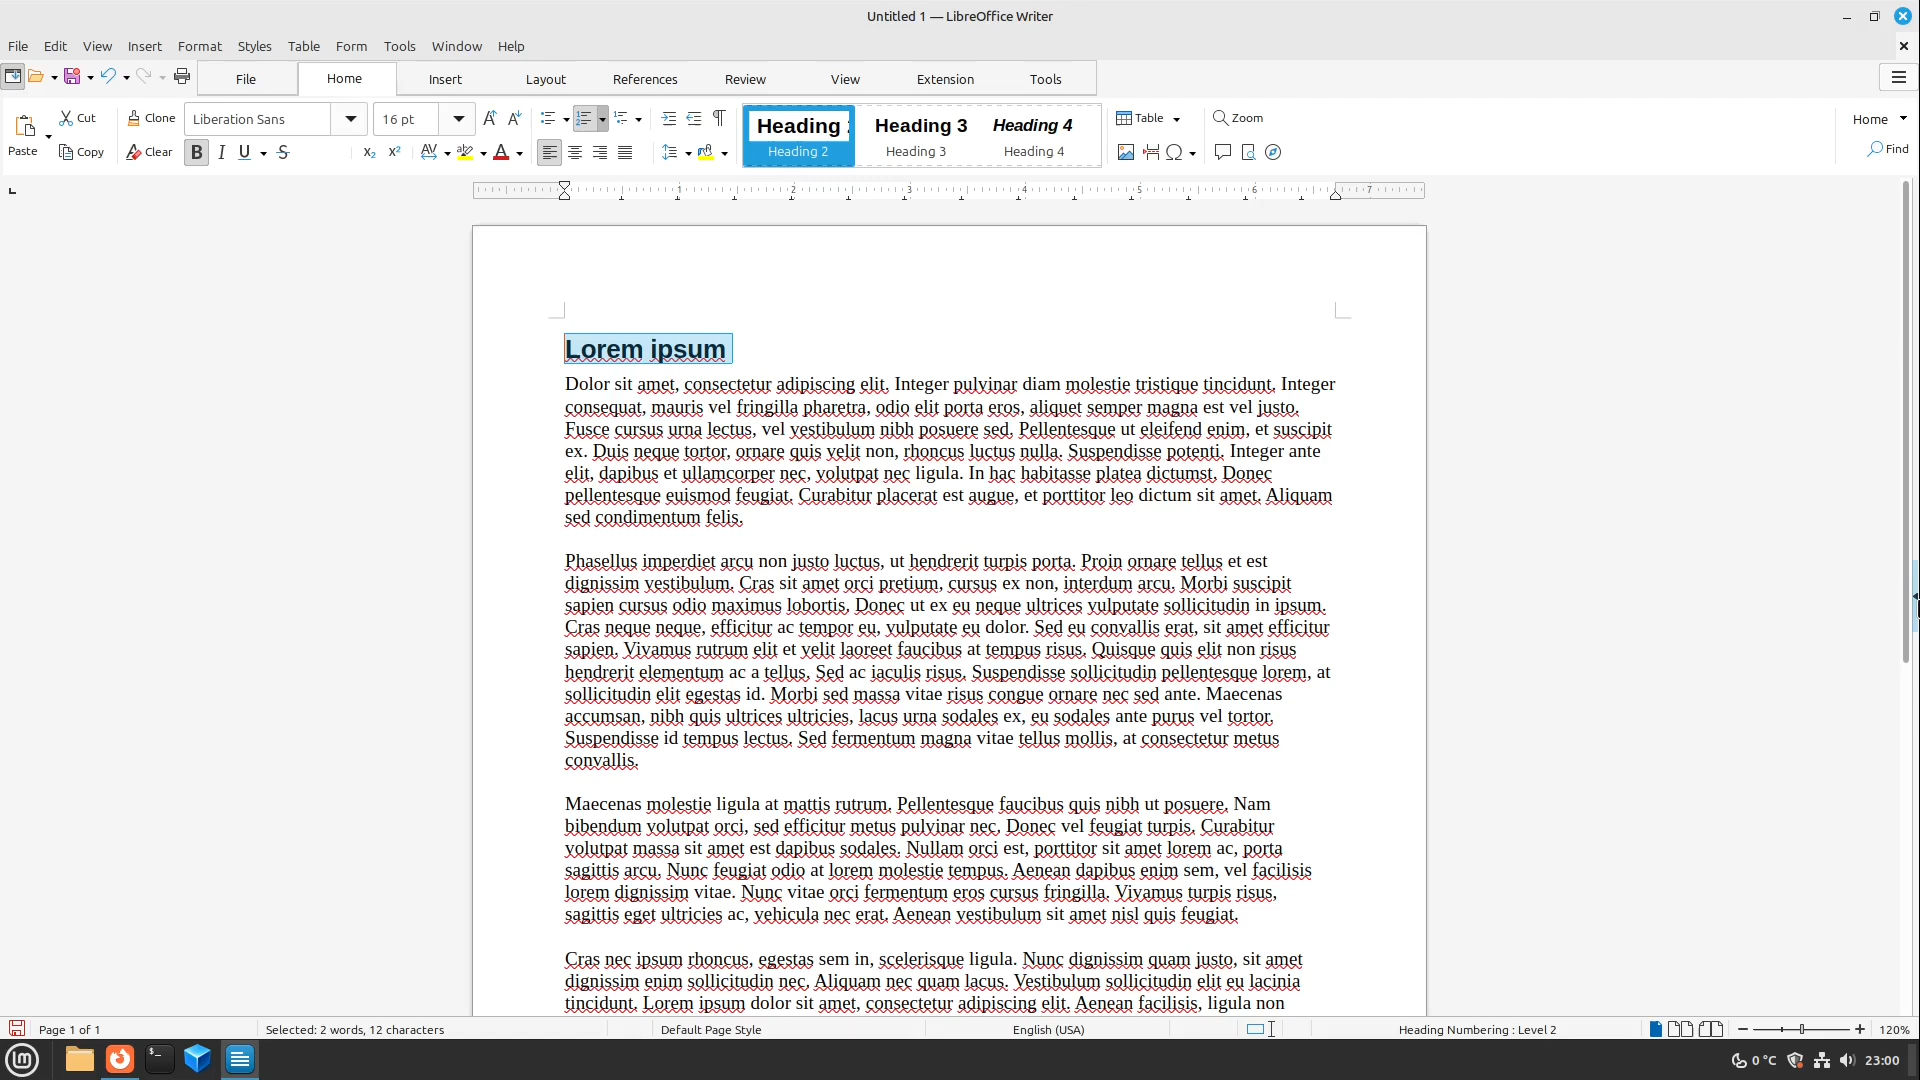 Untitled 1 — LibreOffice Writer
File Edit View Insert Format Styles Table Form Tools Window Help
File Home Insert Layout References Review View Extension Tools
Paste Cut Clone Liberation Sans 16 pt Heading 2 Heading 3 Heading 4 Table Zoom Home
Copy Clear Heading 2 Heading 3 Heading 4 Find
1 2 3 4 5 6 7
Lorem ipsum
Dolor sit amet, consectetur adipiscing elit. Integer pulvinar diam molestie tristique tincidunt. Integer
consequat, mauris vel fringilla pharetra, odio elit porta eros, aliquet semper magna est vel justo.
Fusce cursus urna lectus, vel vestibulum nibh posuere sed. Pellentesque ut eleifend enim, et suscipit
ex. Duis neque tortor, ornare quis velit non, rhoncus luctus nulla. Suspendisse potenti. Integer ante
elit, dapibus et ullamcorper nec, volutpat nec ligula. In hac habitasse platea dictumst. Donec
pellentesque euismod feugiat. Curabitur placerat est augue, et porttitor leo dictum sit amet. Aliquam
sed condimentum felis.
Phasellus imperdiet arcu non justo luctus, ut hendrerit turpis porta. Proin ornare tellus et est
dignissim vestibulum. Cras sit amet orci pretium, cursus ex non, interdum arcu. Morbi suscipit
sapien cursus odio maximus lobortis. Donec ut ex eu neque ultrices vulputate sollicitudin in ipsum.
Cras neque neque, efficitur ac tempor eu, vulputate eu dolor. Sed eu convallis erat, sit amet efficitur
sapien. Vivamus rutrum elit et velit laoreet faucibus at tempus risus. Quisque quis elit non risus
hendrerit elementum ac a tellus. Sed ac iaculis risus. Suspendisse sollicitudin pellentesque lorem, at
sollicitudin elit egestas id. Morbi sed massa vitae risus congue ornare nec sed ante. Maecenas
accumsan, nibh quis ultrices ultricies, lacus urna sodales ex, eu sodales ante purus vel tortor.
Suspendisse id tempus lectus. Sed fermentum magna vitae tellus mollis, at consectetur metus
convallis.
Maecenas molestie ligula at mattis rutrum. Pellentesque faucibus quis nibh ut posuere. Nam
bibendum volutpat orci, sed efficitur metus pulvinar nec. Donec vel feugiat turpis. Curabitur
volutpat massa sit amet est dapibus sodales. Nullam orci est, porttitor sit amet lorem ac, porta
sagittis arcu. Nunc feugiat odio at lorem molestie tempus. Aenean dapibus enim sem, vel facilisis
lorem dignissim vitae. Nunc vitae orci fermentum eros cursus fringilla. Vivamus turpis risus,
sagittis eget ultricies ac, vehicula nec erat. Aenean vestibulum sit amet nisl quis feugiat.
Cras nec ipsum rhoncus, egestas sem in, scelerisque ligula. Nunc dignissim quam justo, sit amet
dignissim enim sollicitudin nec. Aliquam nec quam lacus. Vestibulum sollicitudin elit eu lacinia
tincidunt. Lorem ipsum dolor sit amet, consectetur adipiscing elit. Aenean facilisis, ligula non
Page 1 of 1 Selected: 2 words, 12 characters Default Page Style English (USA) Heading Numbering : Level 2 120%
0 °C 23:00